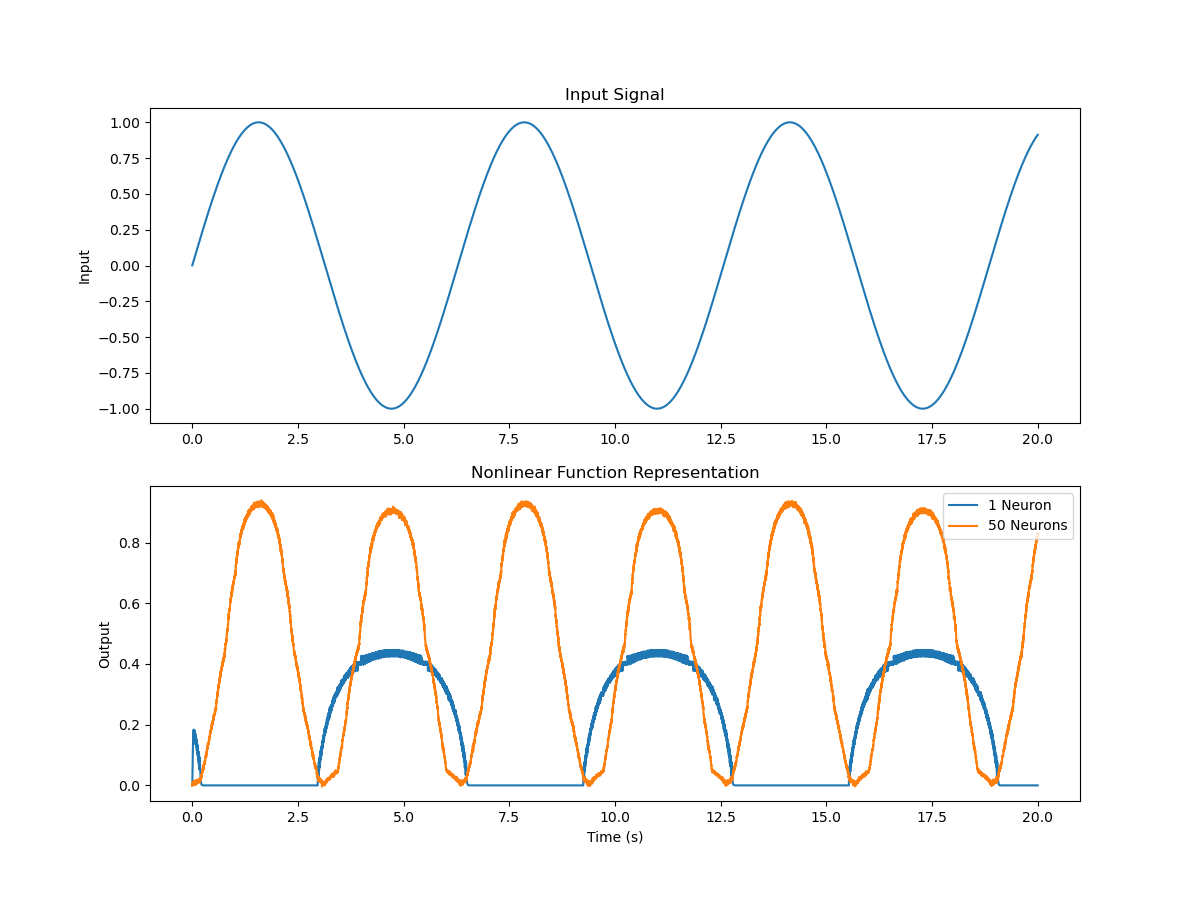 Input Signal
1.00
0.75
0.50
0.25
0.00
−0.25
−0.50
−0.75
−1.00
Input
0.0 2.5 5.0 7.5 10.0 12.5 15.0 17.5 20.0
Nonlinear Function Representation
1 Neuron
50 Neurons
0.8
0.6
0.4
0.2
0.0
Output
0.0 2.5 5.0 7.5 10.0 12.5 15.0 17.5 20.0
Time (s)